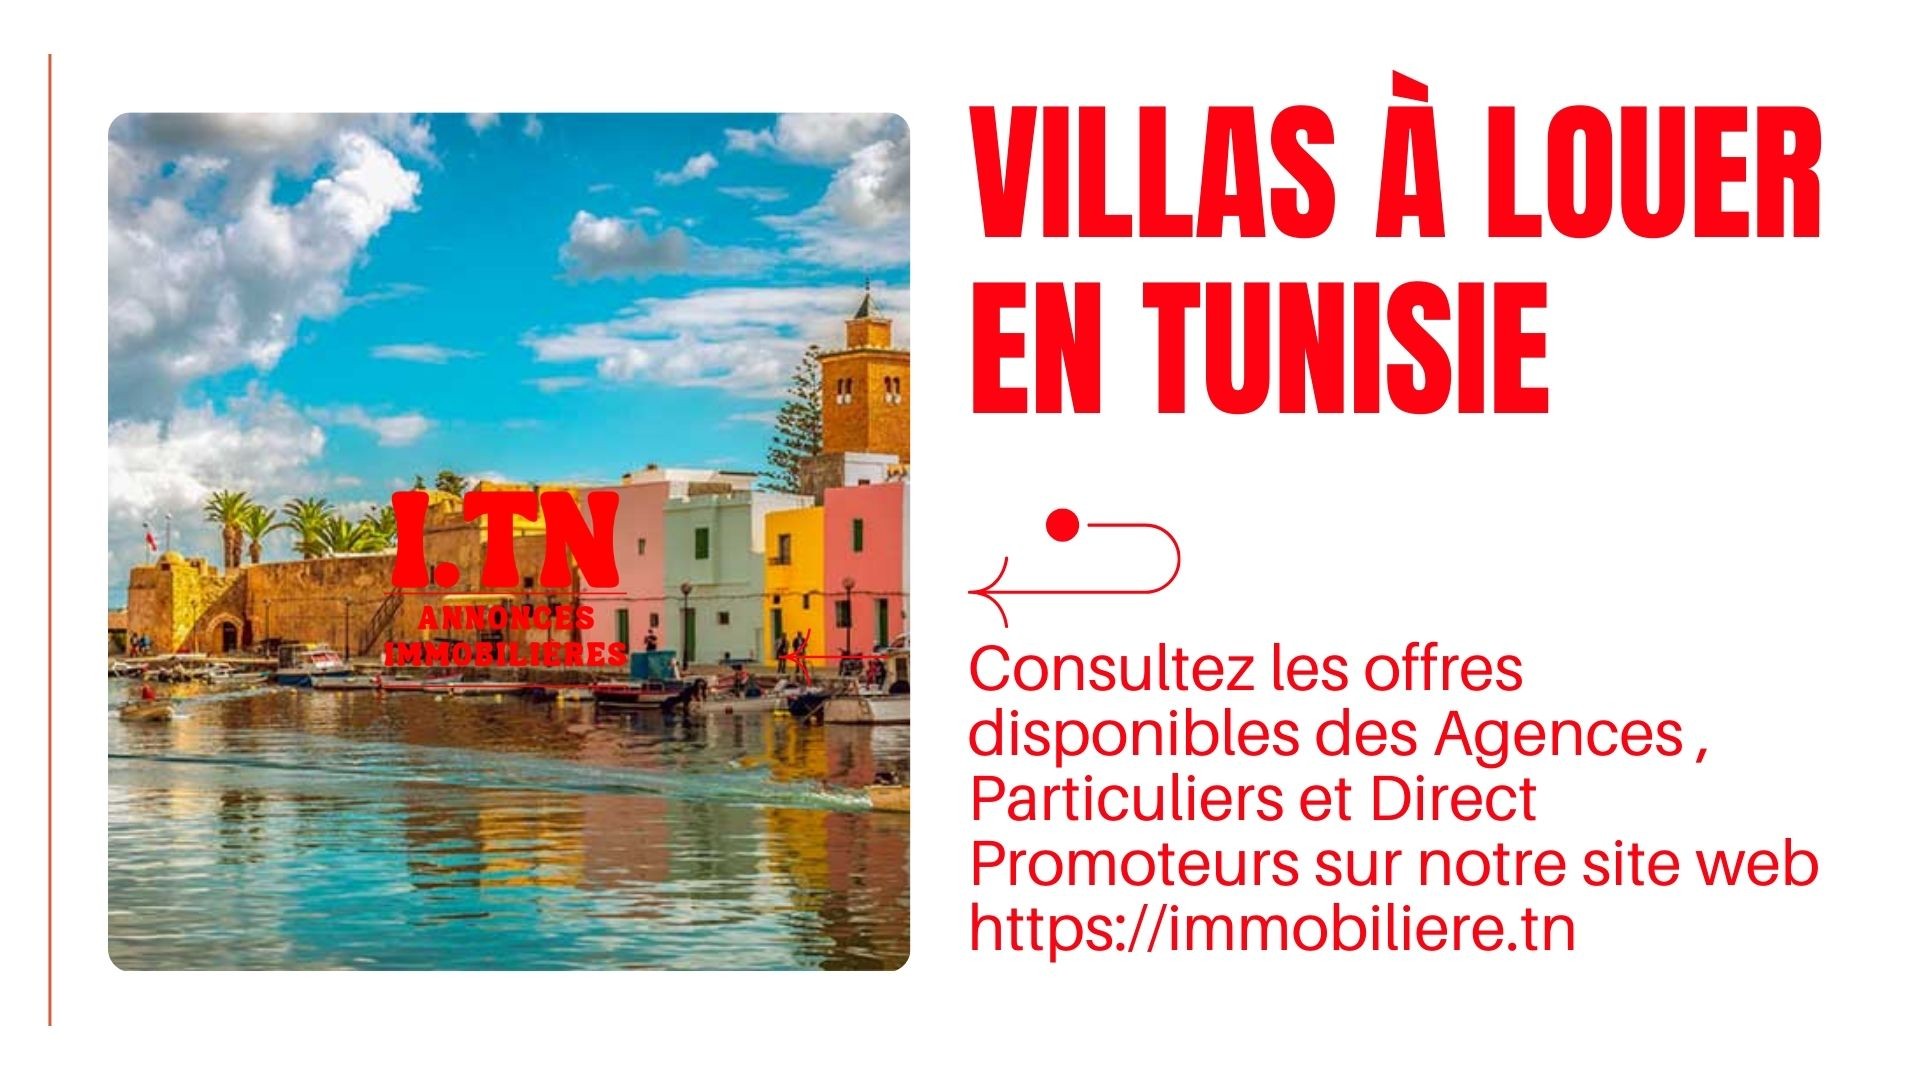 VILLAS À LOUER
EN TUNISIE
I.TN
ANNONCES
IMMOBILIÈRES
Consultez les offres
disponibles des Agences ,
Particuliers et Direct
Promoteurs sur notre site web
https://immobiliere.tn